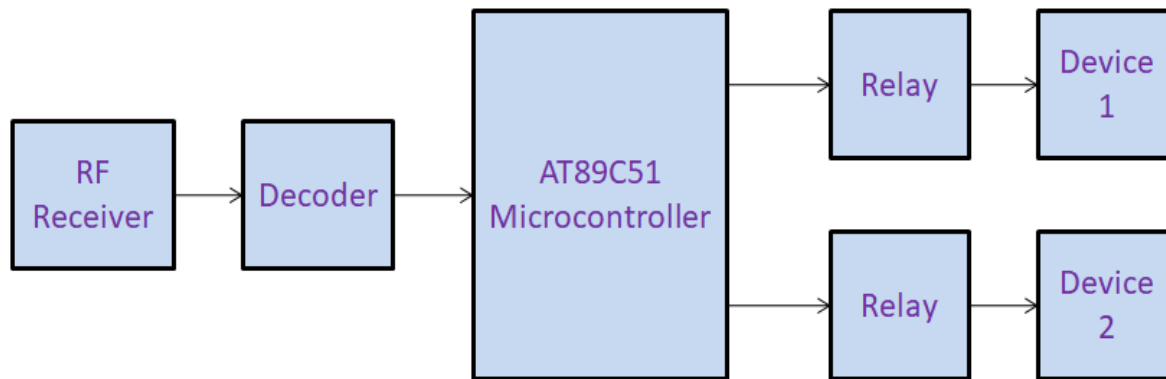 RF
Receiver
Decoder
AT89C51
Microcontroller
Relay
Device
1
Relay
Device
2